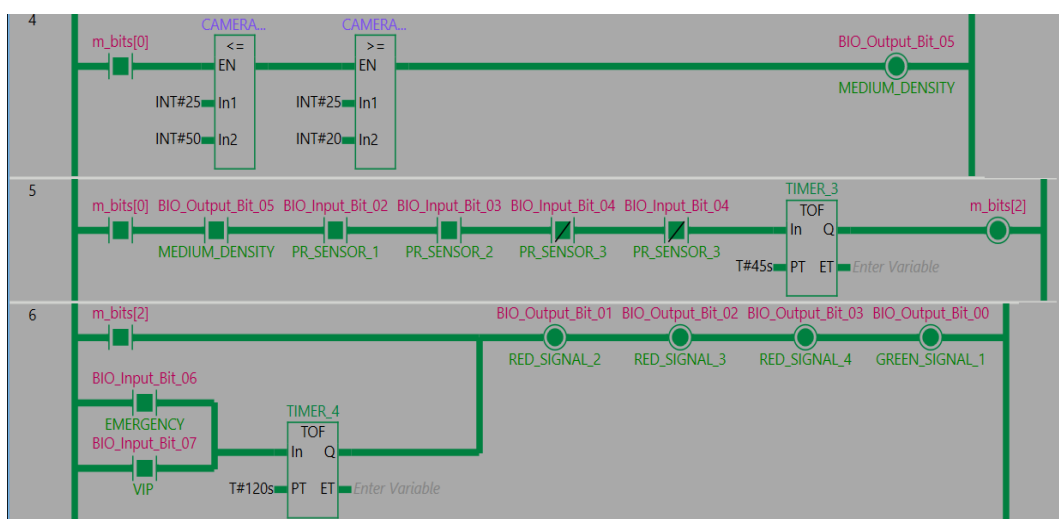 4
CAMERA... CAMERA...
m_bits[0] <= >= BIO_Output_Bit_05
EN EN
MEDIUM_DENSITY
INT#25 In1 INT#25 In1
INT#50 In2 INT#20 In2
5
TIMER_3
m_bits[0] BIO_Output_Bit_05 BIO_Input_Bit_02 BIO_Input_Bit_03 BIO_Input_Bit_04 BIO_Input_Bit_04 TOF m_bits[2]
In Q
MEDIUM_DENSITY PR_SENSOR_1 PR_SENSOR_2 PR_SENSOR_3 PR_SENSOR_3
T#45s PT ET Enter Variable
6
m_bits[2] BIO_Output_Bit_01 BIO_Output_Bit_02 BIO_Output_Bit_03 BIO_Output_Bit_00
RED_SIGNAL_2 RED_SIGNAL_3 RED_SIGNAL_4 GREEN_SIGNAL_1
BIO_Input_Bit_06
EMERGENCY
TIMER_4
TOF
BIO_Input_Bit_07
In Q
VIP
T#120s PT ET Enter Variable